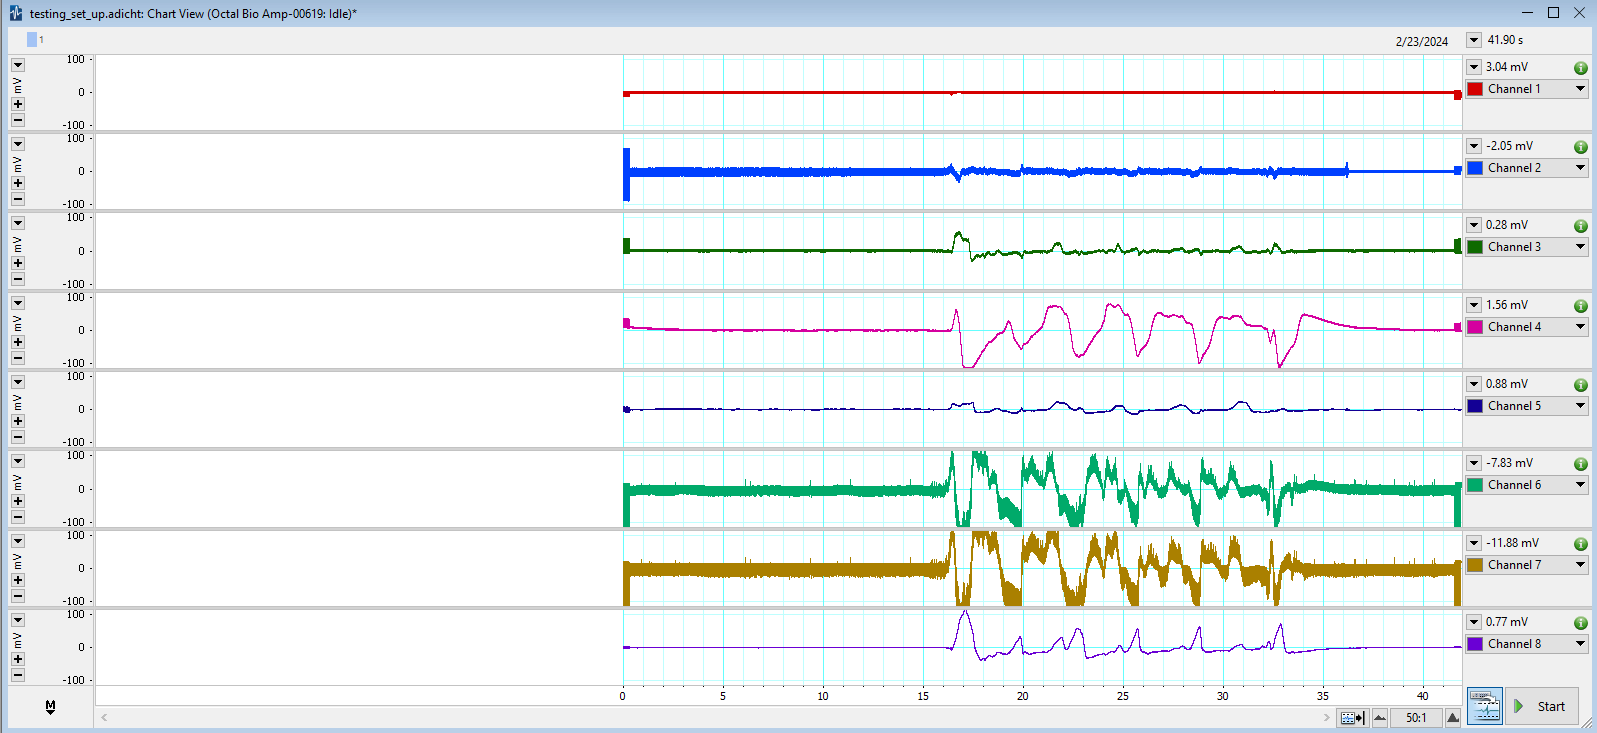 testing_set_up.adicht: Chart View (Octal Bio Amp-00619: Idle)*
1
2/23/2024
41.90 s
100
0
-100
mV
3.04 mV
Channel 1
100
0
-100
mV
-2.05 mV
Channel 2
100
0
-100
mV
0.28 mV
Channel 3
100
0
-100
mV
1.56 mV
Channel 4
100
0
-100
mV
0.88 mV
Channel 5
100
0
-100
mV
-7.83 mV
Channel 6
100
0
-100
mV
-11.88 mV
Channel 7
100
0
-100
mV
0.77 mV
Channel 8
0 5 10 15 20 25 30 35 40
M
50:1
Start